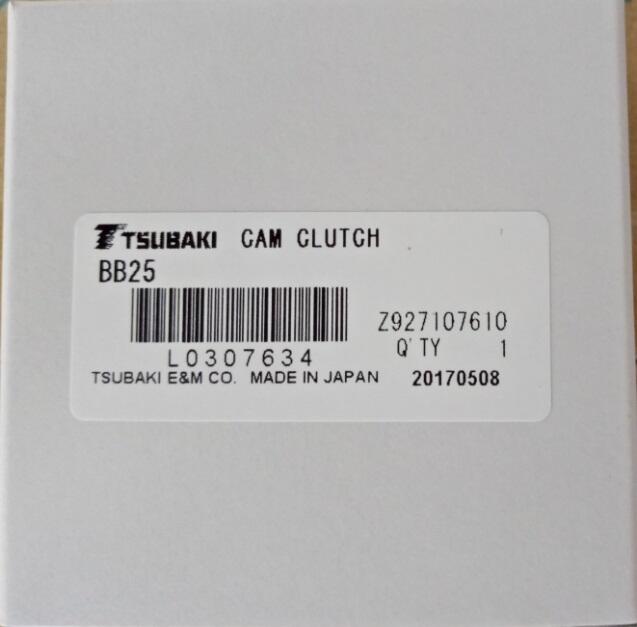 TSUBAKI CAM CLUTCH
BB25
Z927107610
L0307634
Q'TY 1
TSUBAKI E&M CO. MADE IN JAPAN 20170508